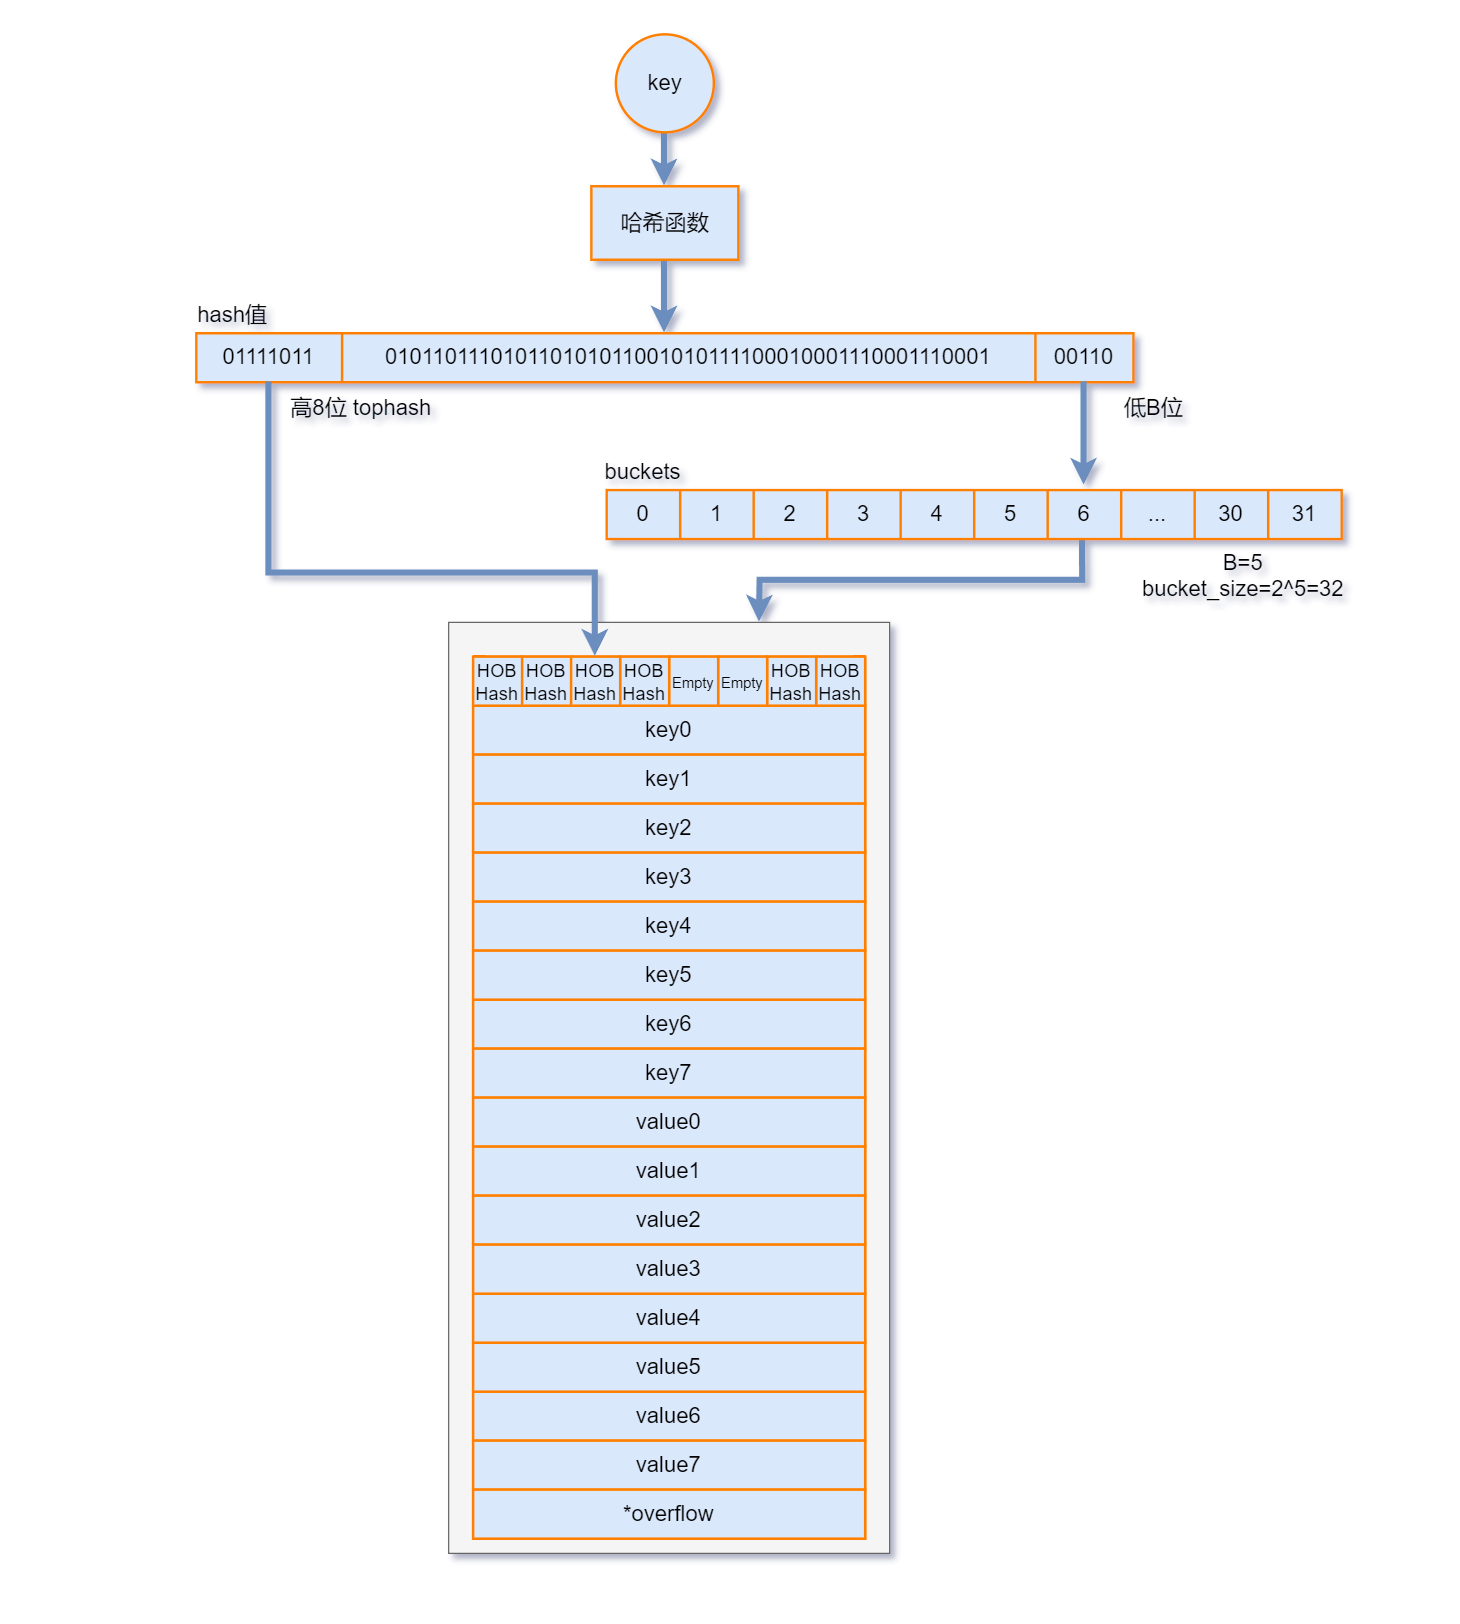 key
哈希函数
hash值
01111011 0101101110101101010110010101111000100011100011​10001 00110
高8位 tophash
低B位
buckets
0 1 2 3 4 5 6 ... 30 31
B=5
bucket_size=2^5=32
HOB HOB HOB HOB Empty Empty HOB HOB
Hash Hash Hash Hash Hash Hash
key0
key1
key2
key3
key4
key5
key6
key7
value0
value1
value2
value3
value4
value5
value6
value7
*overflow